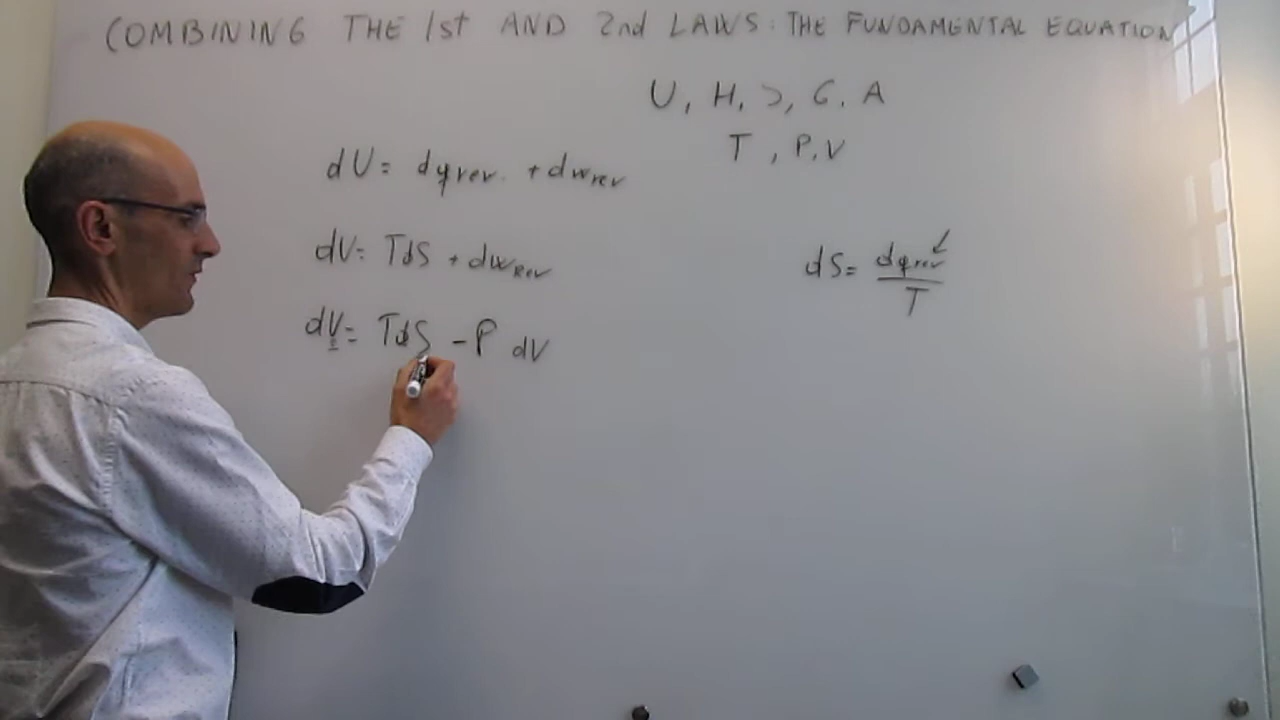 COMBINING THE 1st AND 2nd LAWS: THE FUNDAMENTAL EQUATION
U, H, S, G, A
T, P, V
dU = dqrev. + dwrev
dU = TdS + dwRev
dU = TdS - P dV
dS = dqrev
T